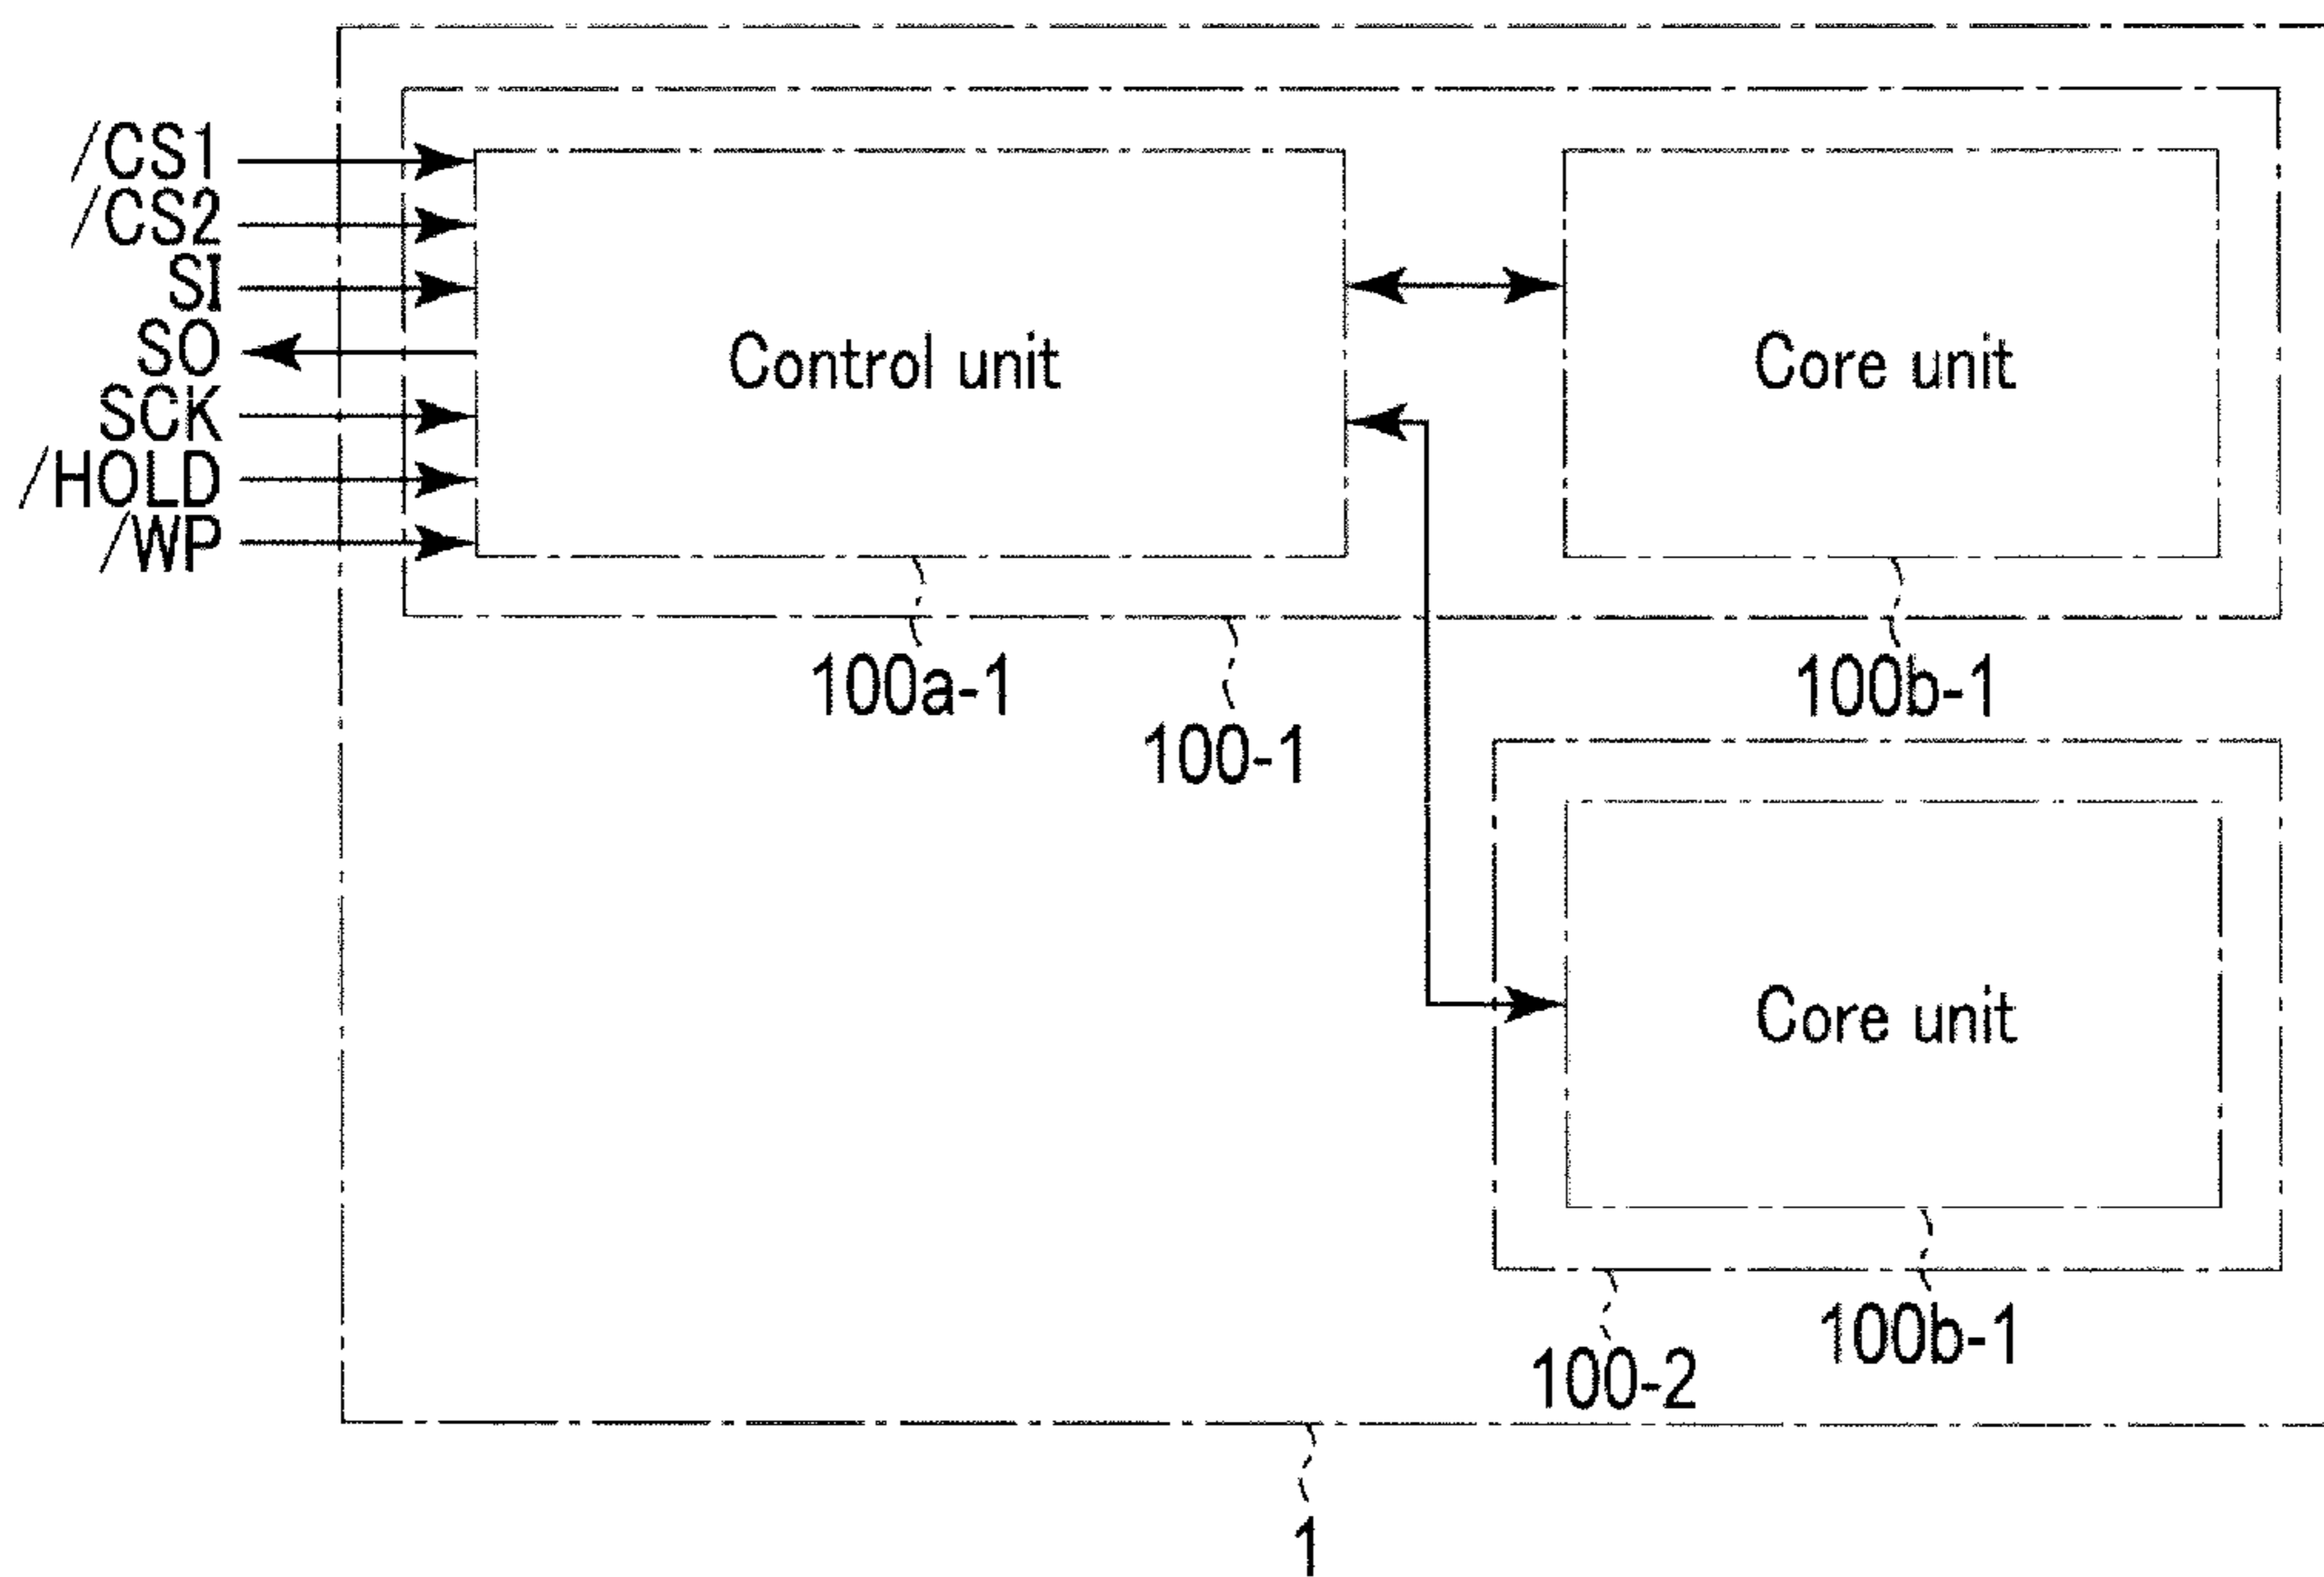 /CS1
/CS2
SI
SO
SCK
/HOLD
/WP
Control unit
Core unit
100a-1
100-1
100b-1
Core unit
100b-1
100-2
1